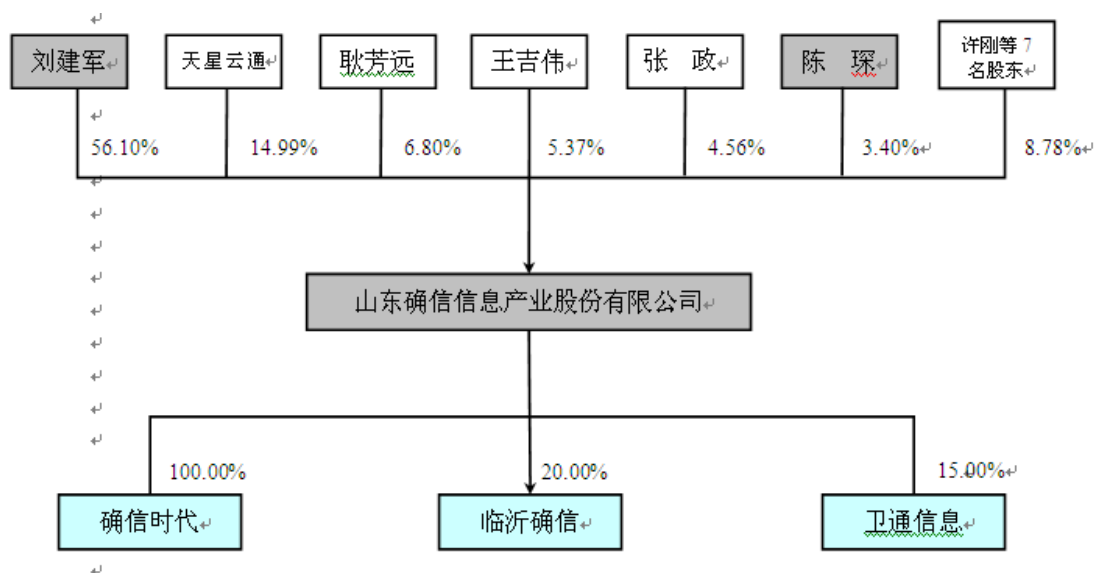 刘建军
天星云通
耿芳远
王吉伟
张 政
陈 琛
许刚等 7
名股东
56.10%
14.99%
6.80%
5.37%
4.56%
3.40%
8.78%
山东确信信息产业股份有限公司
100.00%
20.00%
15.00%
确信时代
临沂确信
卫通信息